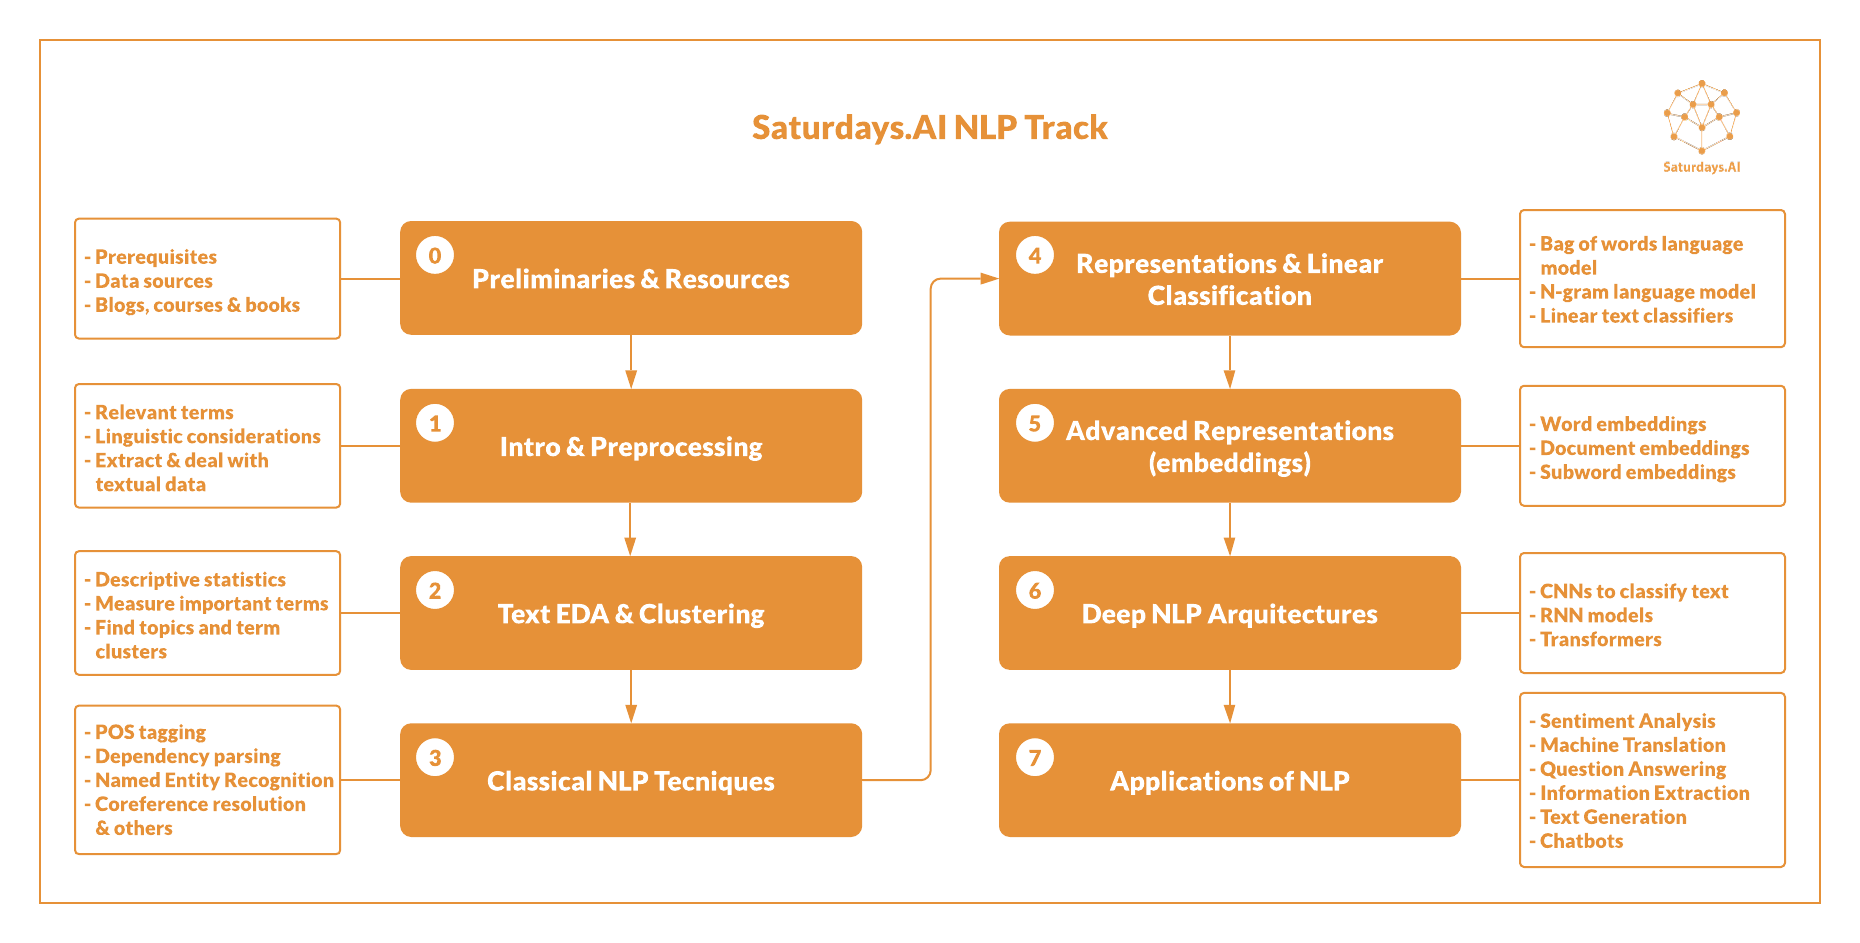 Saturdays.AI NLP Track
Saturdays.AI
- Prerequisites
- Data sources
- Blogs, courses & books
0
Preliminaries & Resources
- Relevant terms
- Linguistic considerations
- Extract & deal with
textual data
1
Intro & Preprocessing
- Descriptive statistics
- Measure important terms
- Find topics and term
clusters
2
Text EDA & Clustering
- POS tagging
- Dependency parsing
- Named Entity Recognition
- Coreference resolution
& others
3
Classical NLP Tecniques
4
Representations & Linear
Classification
- Bag of words language
model
- N-gram language model
- Linear text classifiers
5
Advanced Representations
(embeddings)
- Word embeddings
- Document embeddings
- Subword embeddings
6
Deep NLP Arquitectures
- CNNs to classify text
- RNN models
- Transformers
7
Applications of NLP
- Sentiment Analysis
- Machine Translation
- Question Answering
- Information Extraction
- Text Generation
- Chatbots